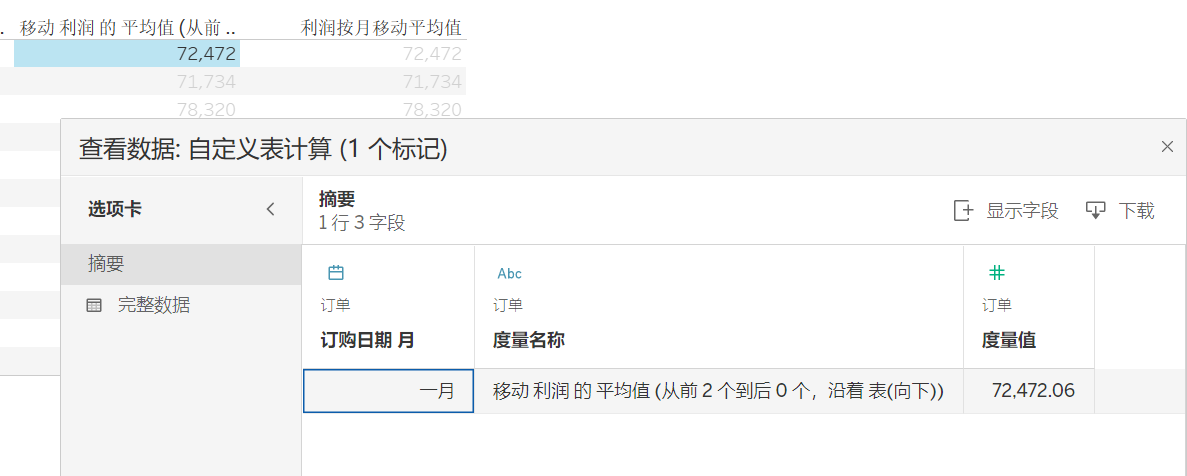 . 移动 利润 的 平均值 (从前 .. 利润按月移动平均值
72,472 72,472
71,734 71,734
78,320 78,320
查看数据: 自定义表计算 (1 个标记)
选项卡
摘要
完整数据
摘要
1 行 3 字段
显示字段 下载
Abc
订单 订单 订单
订购日期 月 度量名称 度量值
一月 移动 利润 的 平均值 (从前 2 个到后 0 个，沿着 表(向下)) 72,472.06